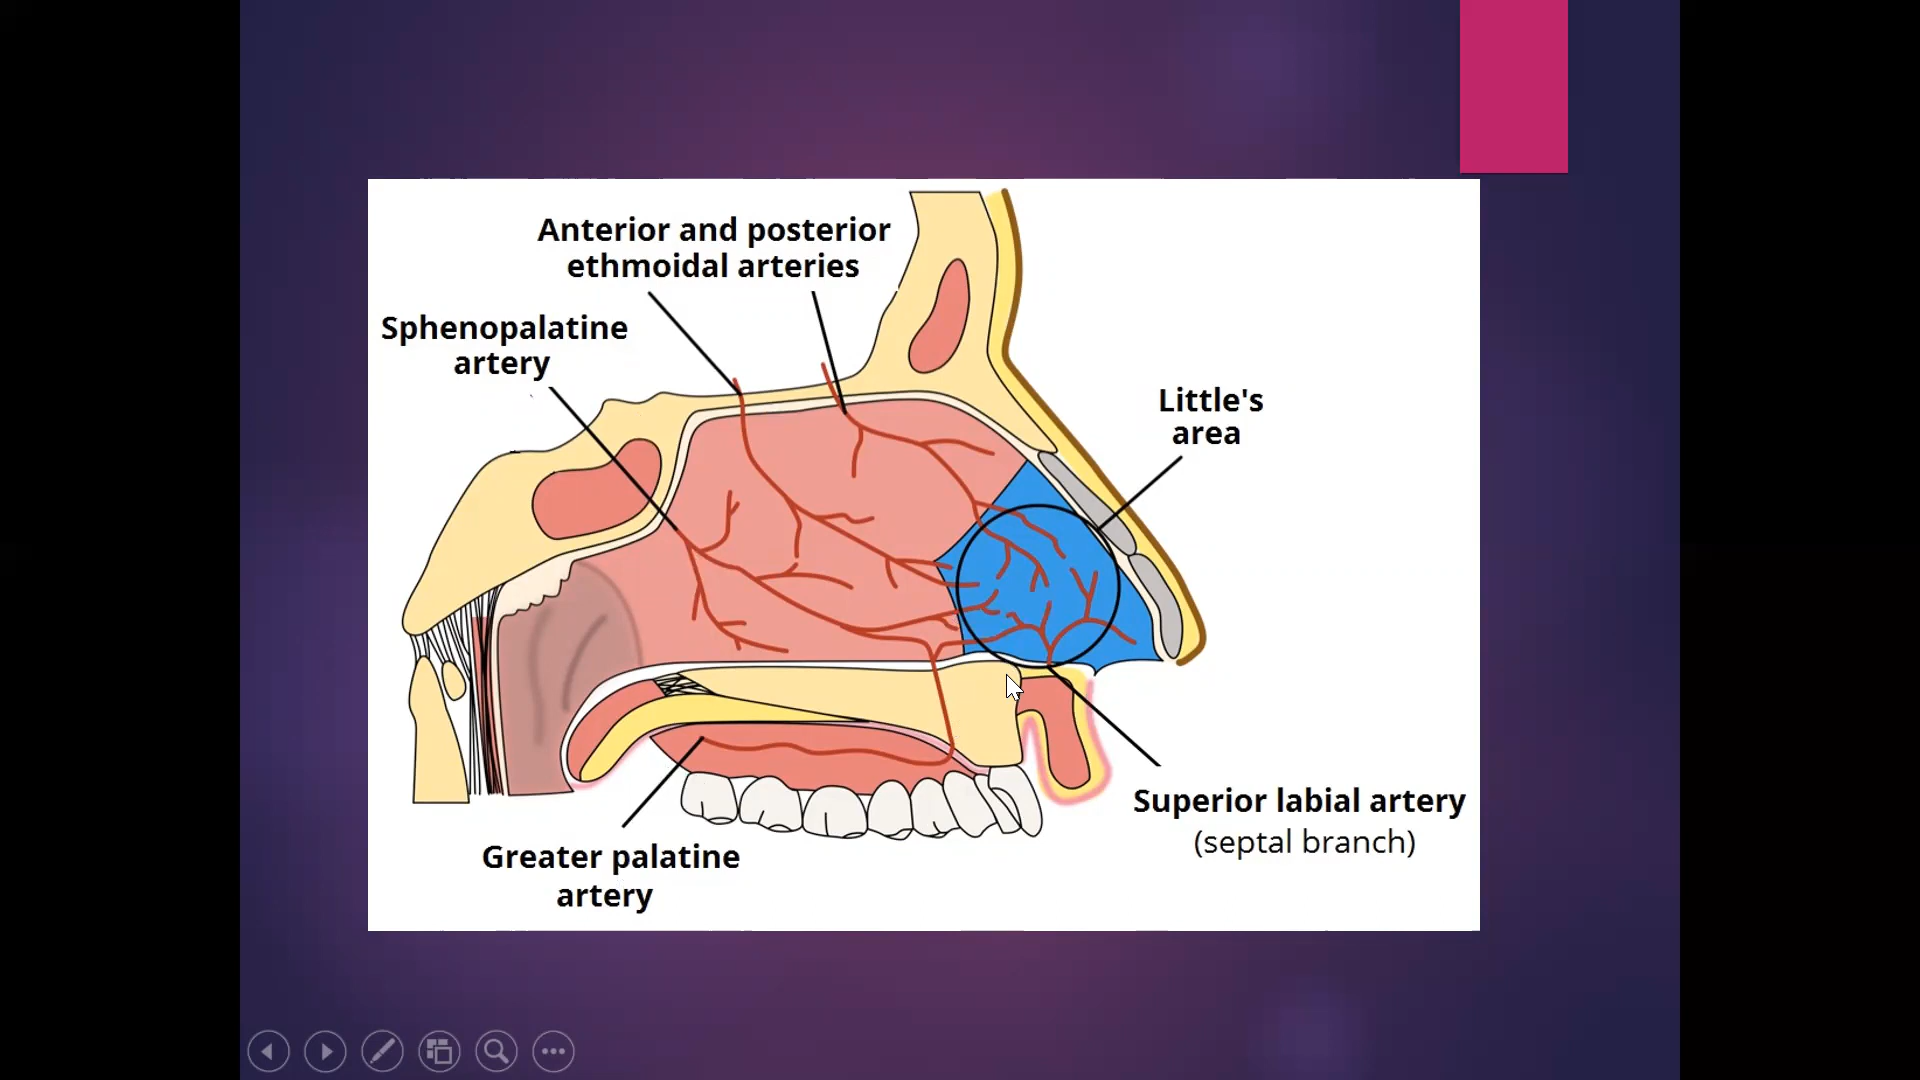 Anterior and posterior
ethmoidal arteries
Sphenopalatine
artery
Little's
area
Superior labial artery
(septal branch)
Greater palatine
artery